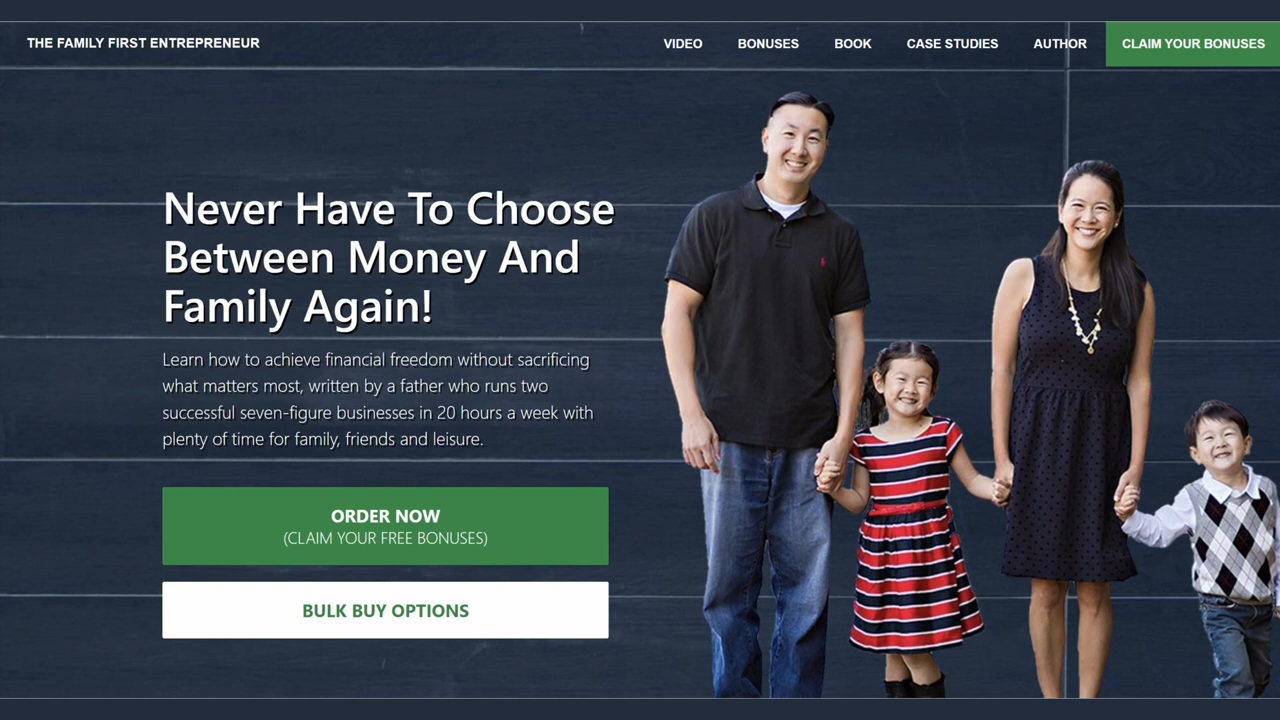 THE FAMILY FIRST ENTREPRENEUR
VIDEO BONUSES BOOK CASE STUDIES AUTHOR CLAIM YOUR BONUSES
Never Have To Choose
Between Money And
Family Again!
Learn how to achieve financial freedom without sacrificing
what matters most, written by a father who runs two
successful seven-figure businesses in 20 hours a week with
plenty of time for family, friends and leisure.
ORDER NOW
(CLAIM YOUR FREE BONUSES)
BULK BUY OPTIONS